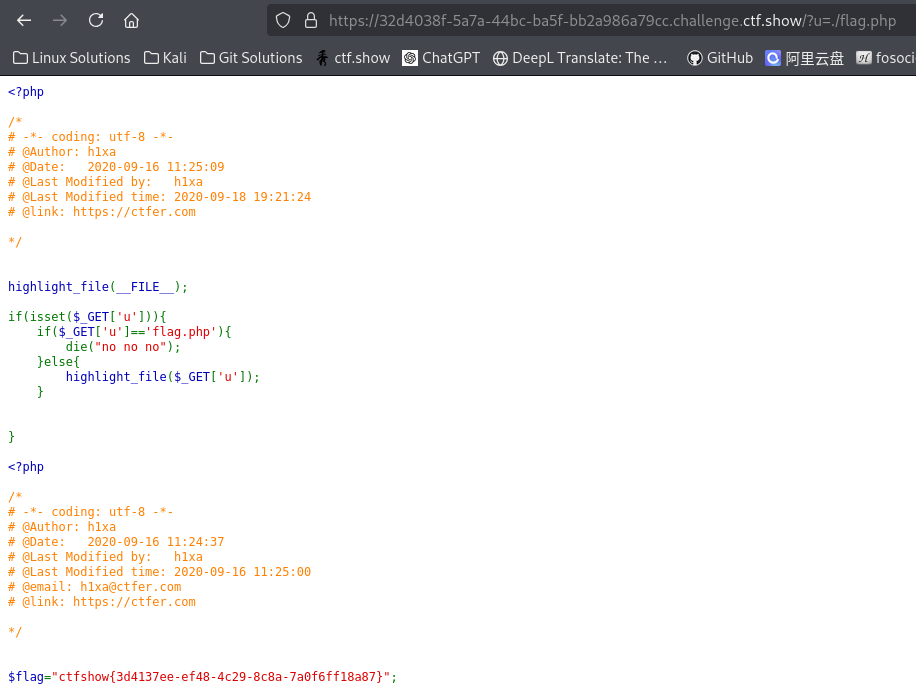 https://32d4038f-5a7a-44bc-ba5f-bb2a986a79cc.challenge.ctf.show/?u=./flag.php
Linux Solutions Kali Git Solutions ctf.show ChatGPT DeepL Translate: The ... GitHub 阿里云盘 fosoci
<?php
/*
# -*- coding: utf-8 -*-
# @Author: h1xa
# @Date:   2020-09-16 11:25:09
# @Last Modified by:   h1xa
# @Last Modified time: 2020-09-18 19:21:24
# @link: https://ctfer.com
*/
highlight_file(__FILE__);
if(isset($_GET['u'])){
    if($_GET['u']=='flag.php'){
        die("no no no");
    }else{
        highlight_file($_GET['u']);
    }
}
<?php
/*
# -*- coding: utf-8 -*-
# @Author: h1xa
# @Date:   2020-09-16 11:24:37
# @Last Modified by:   h1xa
# @Last Modified time: 2020-09-16 11:25:00
# @email: h1xa@ctfer.com
# @link: https://ctfer.com
*/
$flag="ctfshow{3d4137ee-ef48-4c29-8c8a-7a0f6ff18a87}";